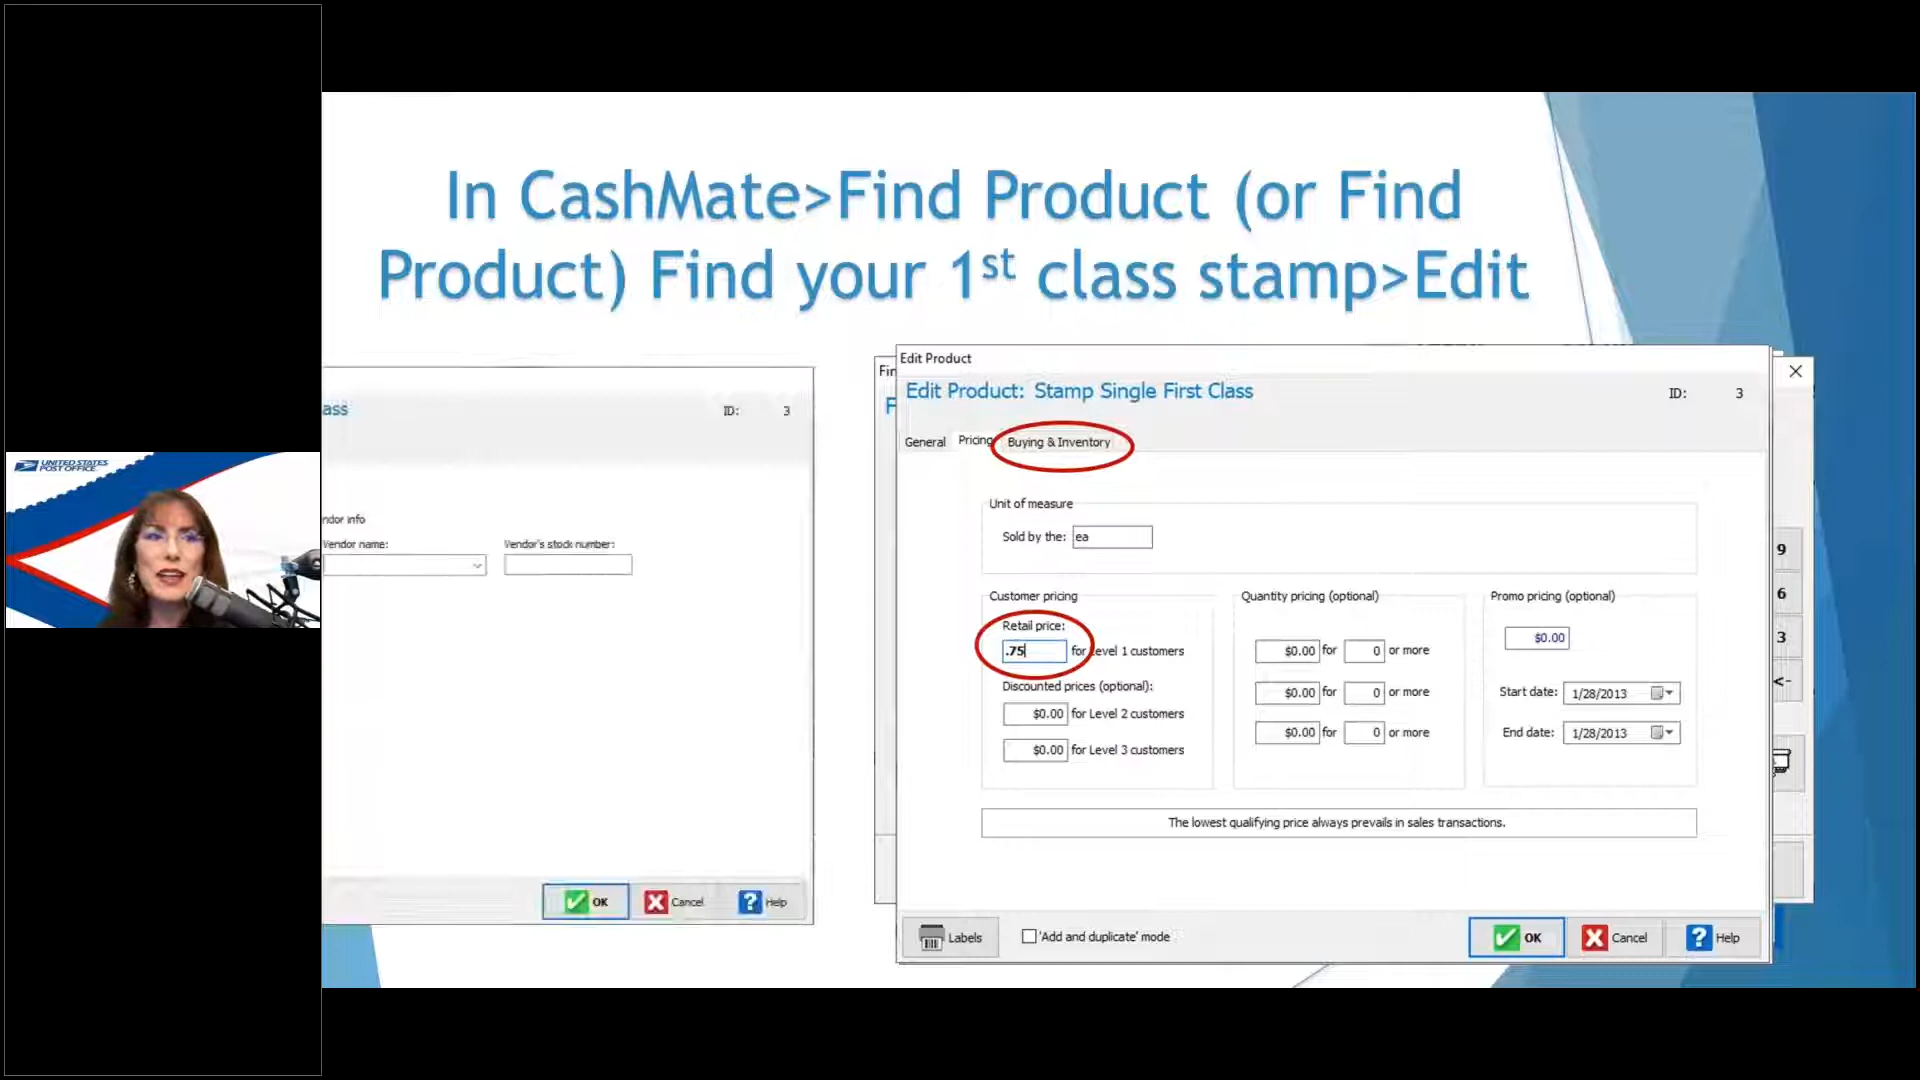 In CashMate>Find Product (or Find
Product) Find your 1st class stamp>Edit
UNITED STATES
POST OFFICE
ass
ID: 3
ndor info
Vendor name:
Vendor's stock number:
OK
Cancel
Help
Fin
F
9
6
3
<-
Edit Product
Edit Product: Stamp Single First Class
ID: 3
General
Pricing
Buying & Inventory
Unit of measure
Sold by the: ea
Customer pricing
Retail price:
.75 for Level 1 customers
Discounted prices (optional):
$0.00 for Level 2 customers
$0.00 for Level 3 customers
Quantity pricing (optional)
$0.00 for 0 or more
$0.00 for 0 or more
$0.00 for 0 or more
Promo pricing (optional)
$0.00
Start date: 1/28/2013
End date: 1/28/2013
The lowest qualifying price always prevails in sales transactions.
Labels
'Add and duplicate' mode
OK
Cancel
Help